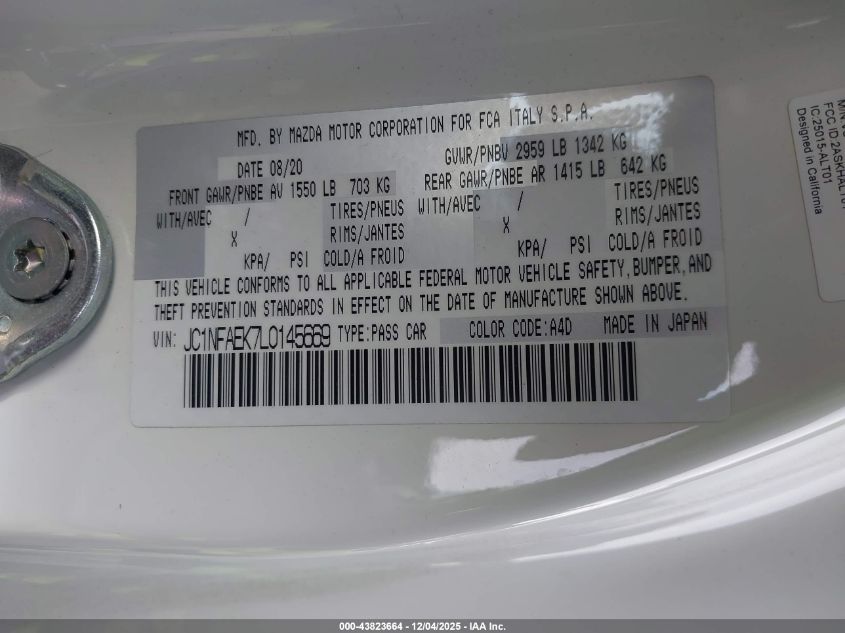 MFD. BY MAZDA MOTOR CORPORATION FOR FCA ITALY S.P.A.
DATE 08/20 GVWR/PNBV 2959 LB 1342 KG
FRONT GAWR/PNBE AV 1550 LB 703 KG REAR GAWR/PNBE AR 1415 LB 642 KG
WITH/AVEC / TIRES/PNEUS WITH/AVEC / TIRES/PNEUS
X RIMS/JANTES X RIMS/JANTES
KPA/ PSI COLD/A FROID KPA/ PSI COLD/A FROID
THIS VEHICLE CONFORMS TO ALL APPLICABLE FEDERAL MOTOR VEHICLE SAFETY, BUMPER, AND
THEFT PREVENTION STANDARDS IN EFFECT ON THE DATE OF MANUFACTURE SHOWN ABOVE.
VIN: JC1NFAEK7L0145669 TYPE:PASS CAR COLOR CODE:A4D MADE IN JAPAN
FCC ID 2ASKHALT01
IC:25015-ALT01
Designed in California
000-43823664 - 12/04/2025 - IAA Inc.